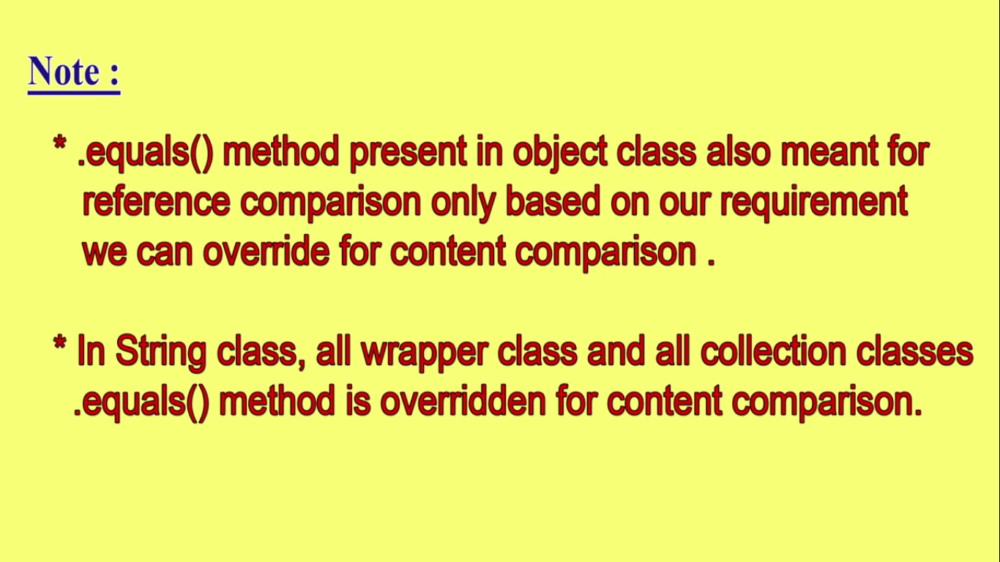 Note :
* .equals() method present in object class also meant for
reference comparison only based on our requirement
we can override for content comparison .
* In String class, all wrapper class and all collection classes
.equals() method is overridden for content comparison.